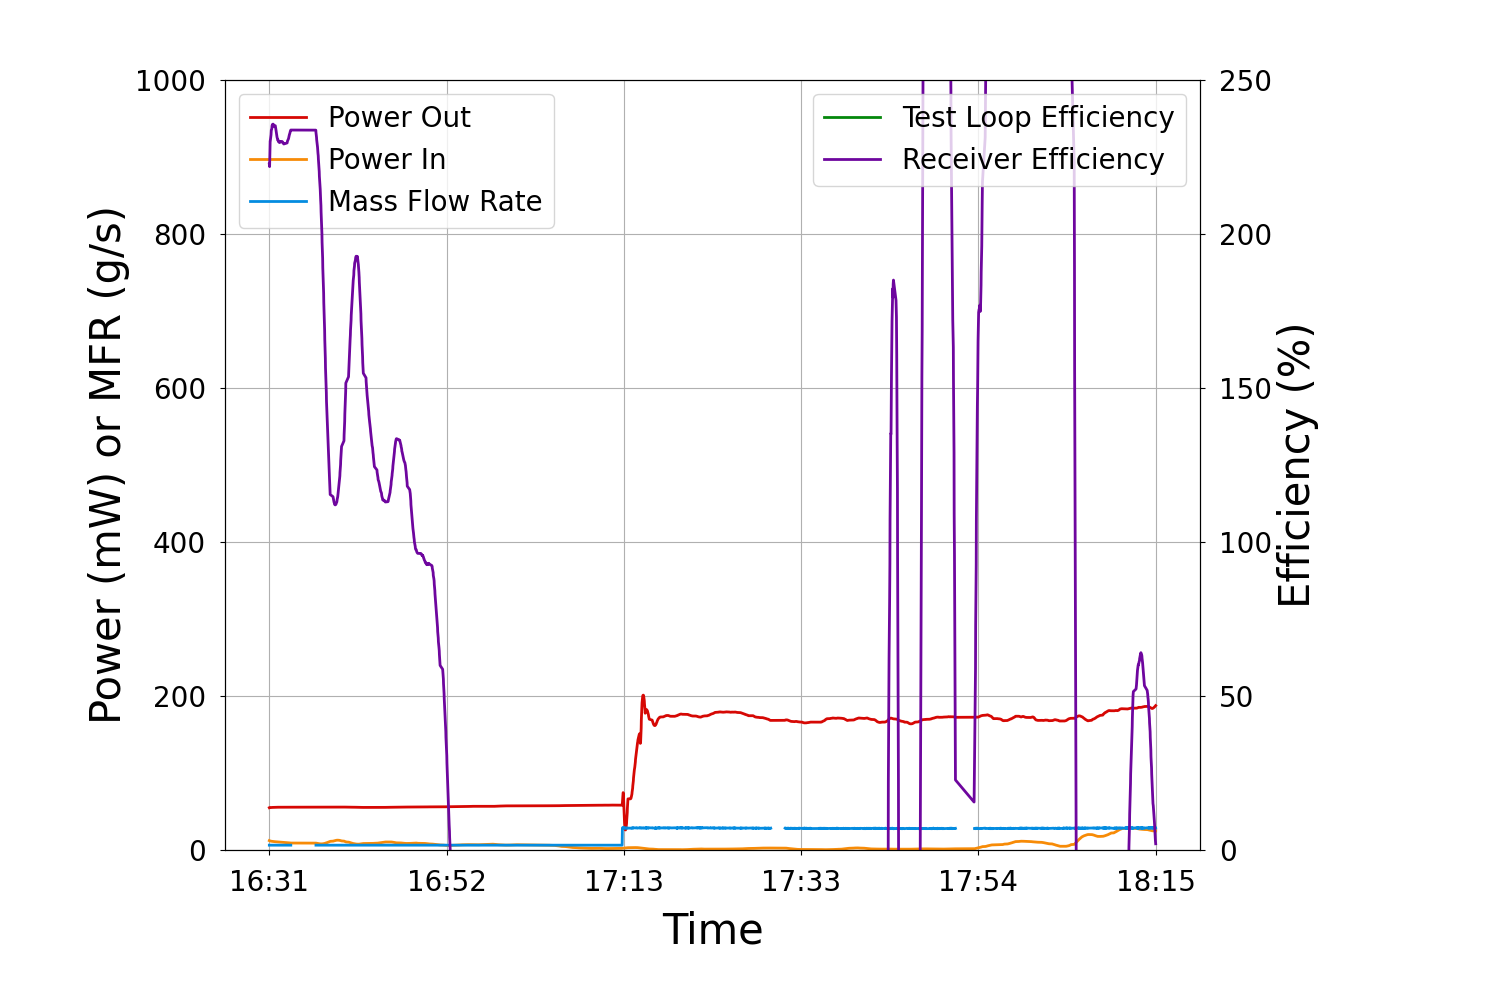 Power Out
Power In
Mass Flow Rate
Test Loop Efficiency
Receiver Efficiency
1000
800
600
400
200
0
Power (mW) or MFR (g/s)
250
200
150
100
50
0
Efficiency (%)
16:31 16:52 17:13 17:33 17:54 18:15
Time